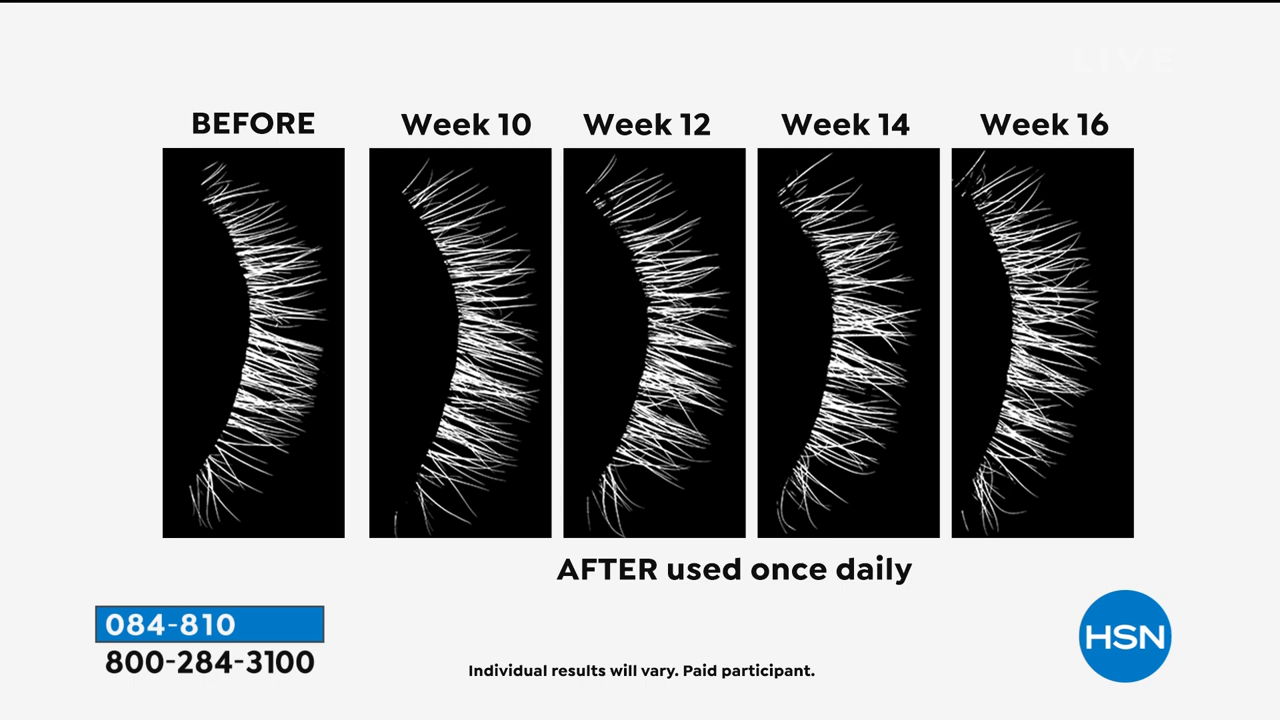 LIVE
BEFORE
Week 10
Week 12
Week 14
Week 16
AFTER used once daily
084-810
800-284-3100
Individual results will vary. Paid participant.
HSN